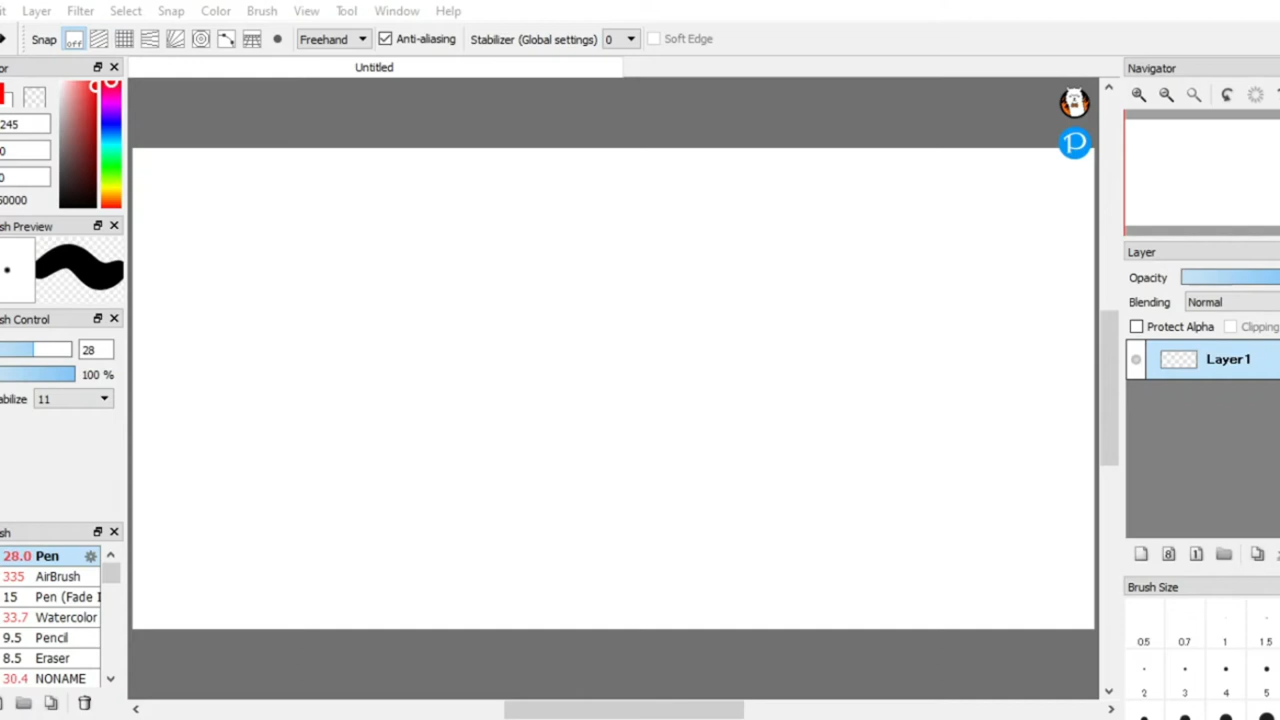 Layer Filter Select Snap Color Brush View Tool Window Help
Snap off Freehand Anti-aliasing Stabilizer (Global settings) 0 Soft Edge
Untitled
Navigator
245
0
0
60000
sh Preview
sh Control
28
100 %
abilize 11
sh
28.0 Pen
335 AirBrush
15 Pen (Fade I
33.7 Watercolor
9.5 Pencil
8.5 Eraser
30.4 NONAME
Layer
Opacity
Blending Normal
Protect Alpha Clipping
Layer1
8 1
Brush Size
0.5 0.7 1 1.5
2 3 4 5